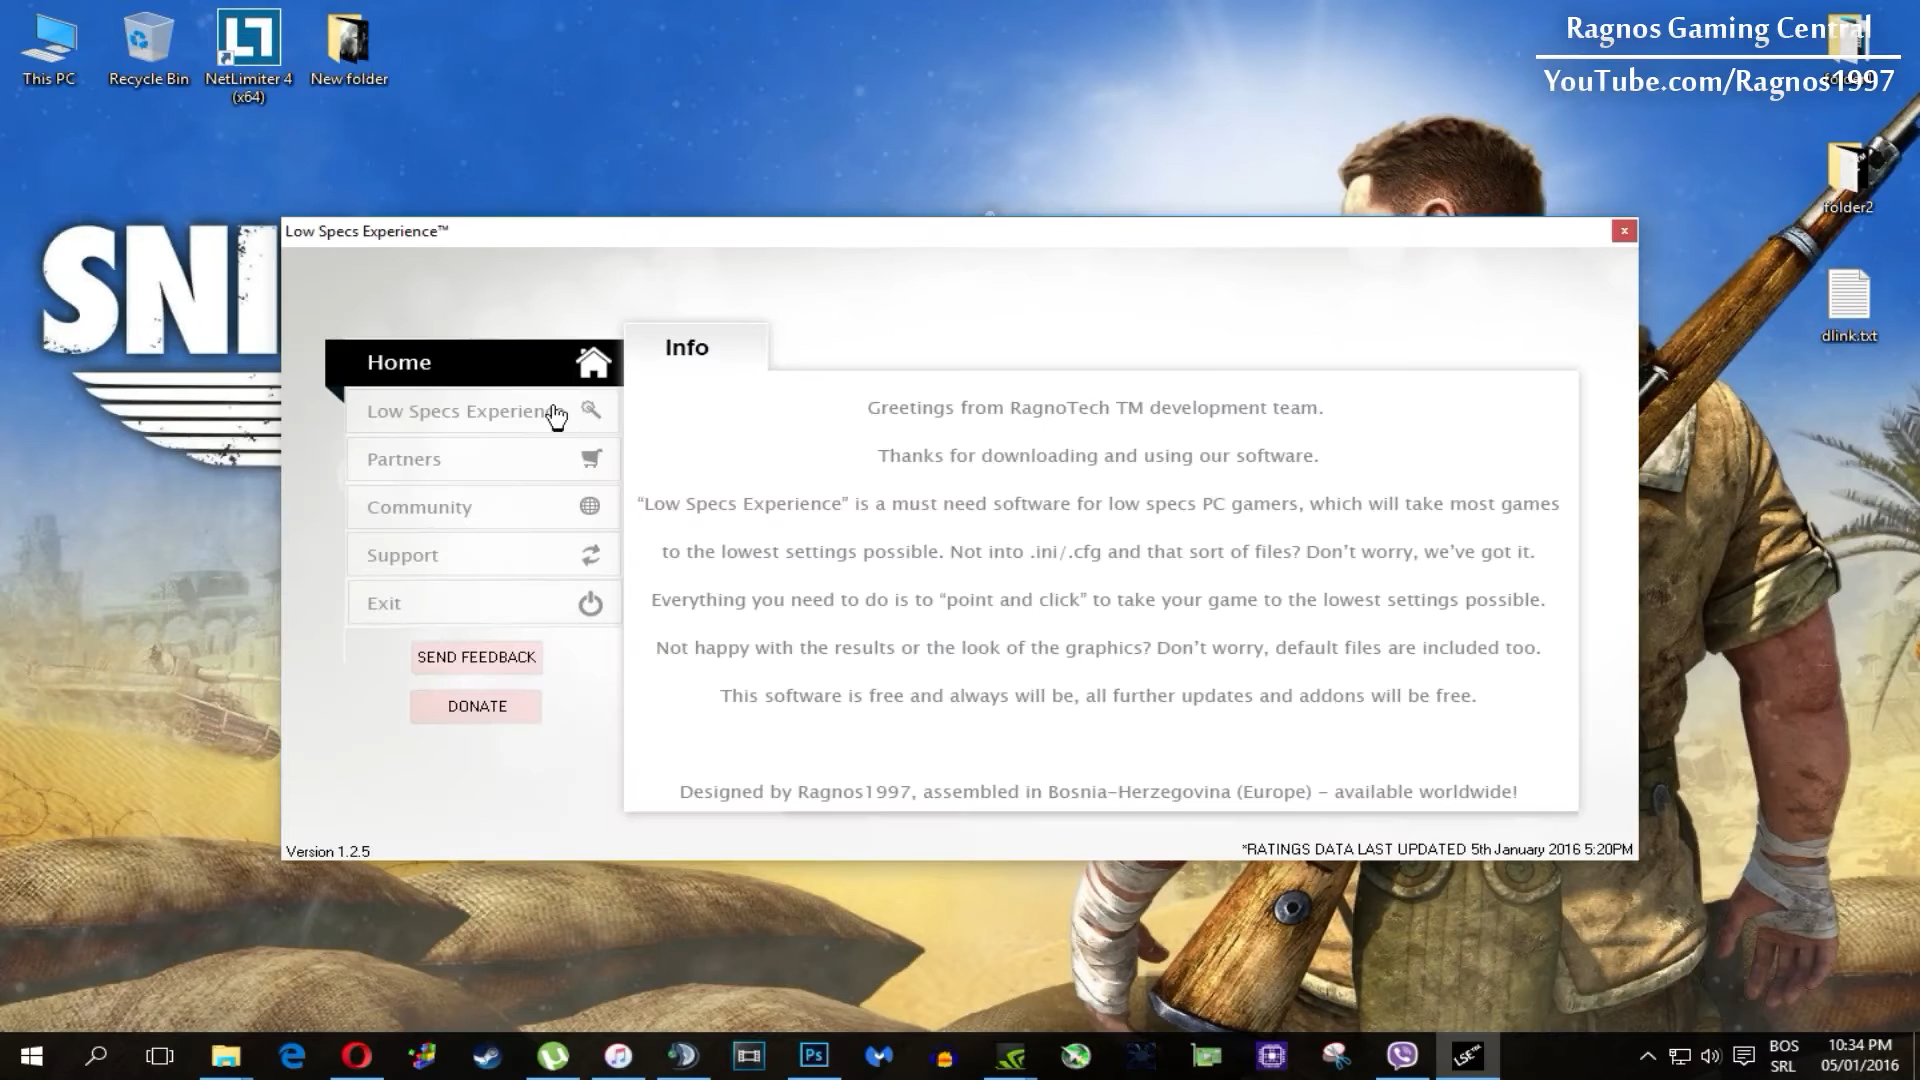 This PC
Recycle Bin
NetLimiter 4
(x64)
New folder
Ragnos Gaming Central
YouTube.com/Ragnos1997
folder2
dlink.txt
SNI
Low Specs Experience™
x
Home
Low Specs Experien
Partners
Community
Support
Exit
SEND FEEDBACK
DONATE
Info
Greetings from RagnoTech TM development team.
Thanks for downloading and using our software.
“Low Specs Experience” is a must need software for low specs PC gamers, which will take most games
to the lowest settings possible. Not into .ini/.cfg and that sort of files? Don’t worry, we’ve got it.
Everything you need to do is to “point and click” to take your game to the lowest settings possible.
Not happy with the results or the look of the graphics? Don’t worry, default files are included too.
This software is free and always will be, all further updates and addons will be free.
Designed by Ragnos1997, assembled in Bosnia-Herzegovina (Europe) - available worldwide!
Version 1.2.5
*RATINGS DATA LAST UPDATED 5th January 2016 5:20PM
Ps
LSE™
BOS
SRL
10:34 PM
05/01/2016